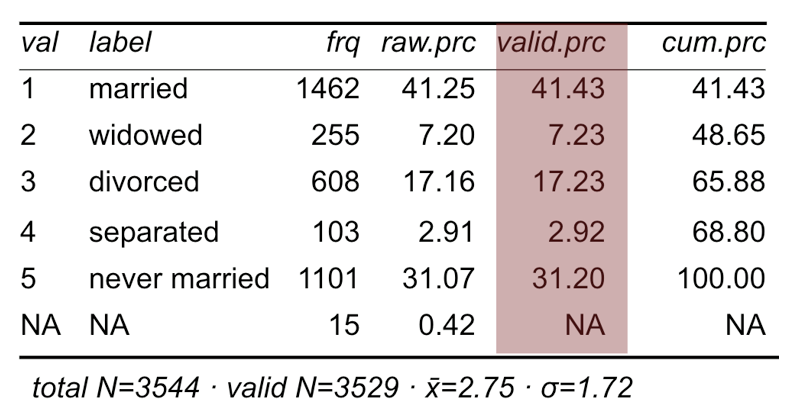 val label frq raw.prc valid.prc cum.prc
1 married 1462 41.25 41.43 41.43
2 widowed 255 7.20 7.23 48.65
3 divorced 608 17.16 17.23 65.88
4 separated 103 2.91 2.92 68.80
5 never married 1101 31.07 31.20 100.00
NA NA 15 0.42 NA NA
total N=3544 · valid N=3529 · x̄=2.75 · σ=1.72